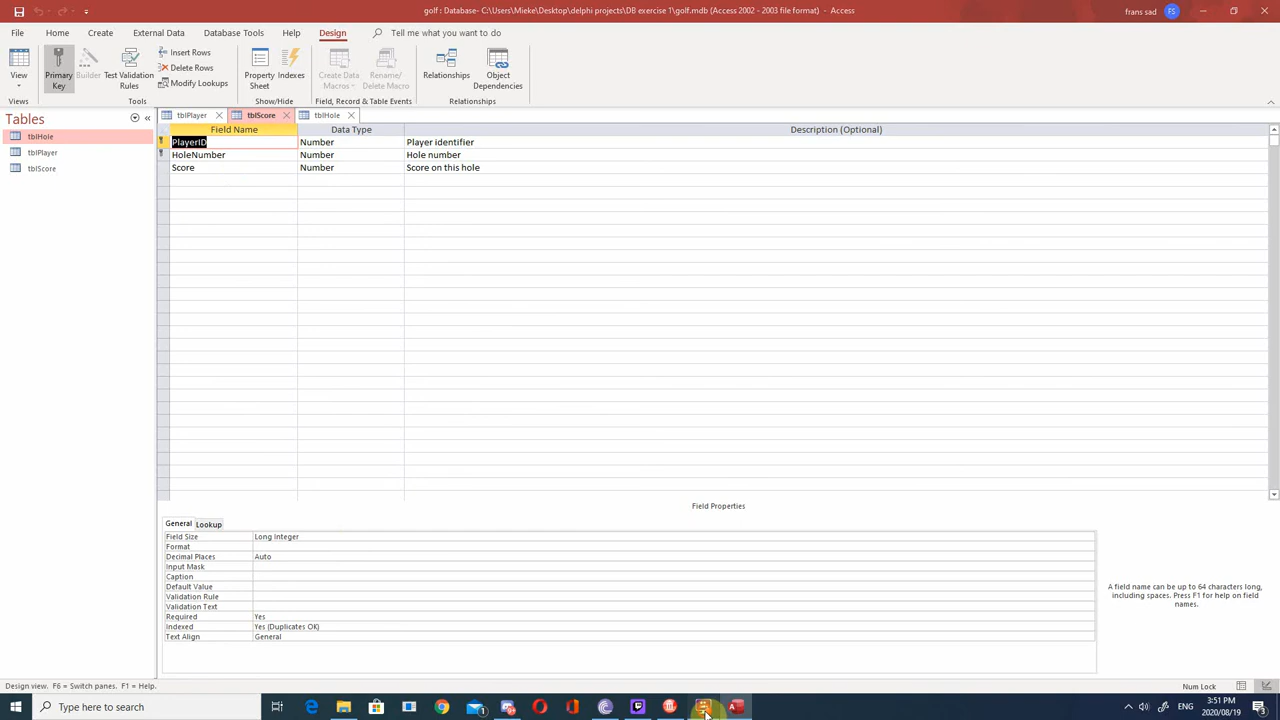 golf : Database- C:\Users\Mieke\Desktop\delphi projects\DB exercise 1\golf.mdb (Access 2002 - 2003 file format) - Access
frans sad
FS
File Home Create External Data Database Tools Help Design Tell me what you want to do
View
Primary Key
Builder
Test Validation Rules
Insert Rows
Delete Rows
Modify Lookups
Property Sheet
Indexes
Create Data Macros
Rename/ Delete Macro
Relationships
Object Dependencies
Views Tools Show/Hide Field, Record & Table Events Relationships
Tables
tblHole
tblPlayer
tblScore
tblPlayer tblScore tblHole
Field Name Data Type Description (Optional)
PlayerID Number Player identifier
HoleNumber Number Hole number
Score Number Score on this hole
Field Properties
General Lookup
Field Size Long Integer
Format
Decimal Places Auto
Input Mask
Caption
Default Value
Validation Rule
Validation Text
Required Yes
Indexed Yes (Duplicates OK)
Text Align General
A field name can be up to 64 characters long,
including spaces. Press F1 for help on field
names.
Design view. F6 = Switch panes. F1 = Help.
Num Lock
Type here to search
ENG
3:51 PM
2020/08/19